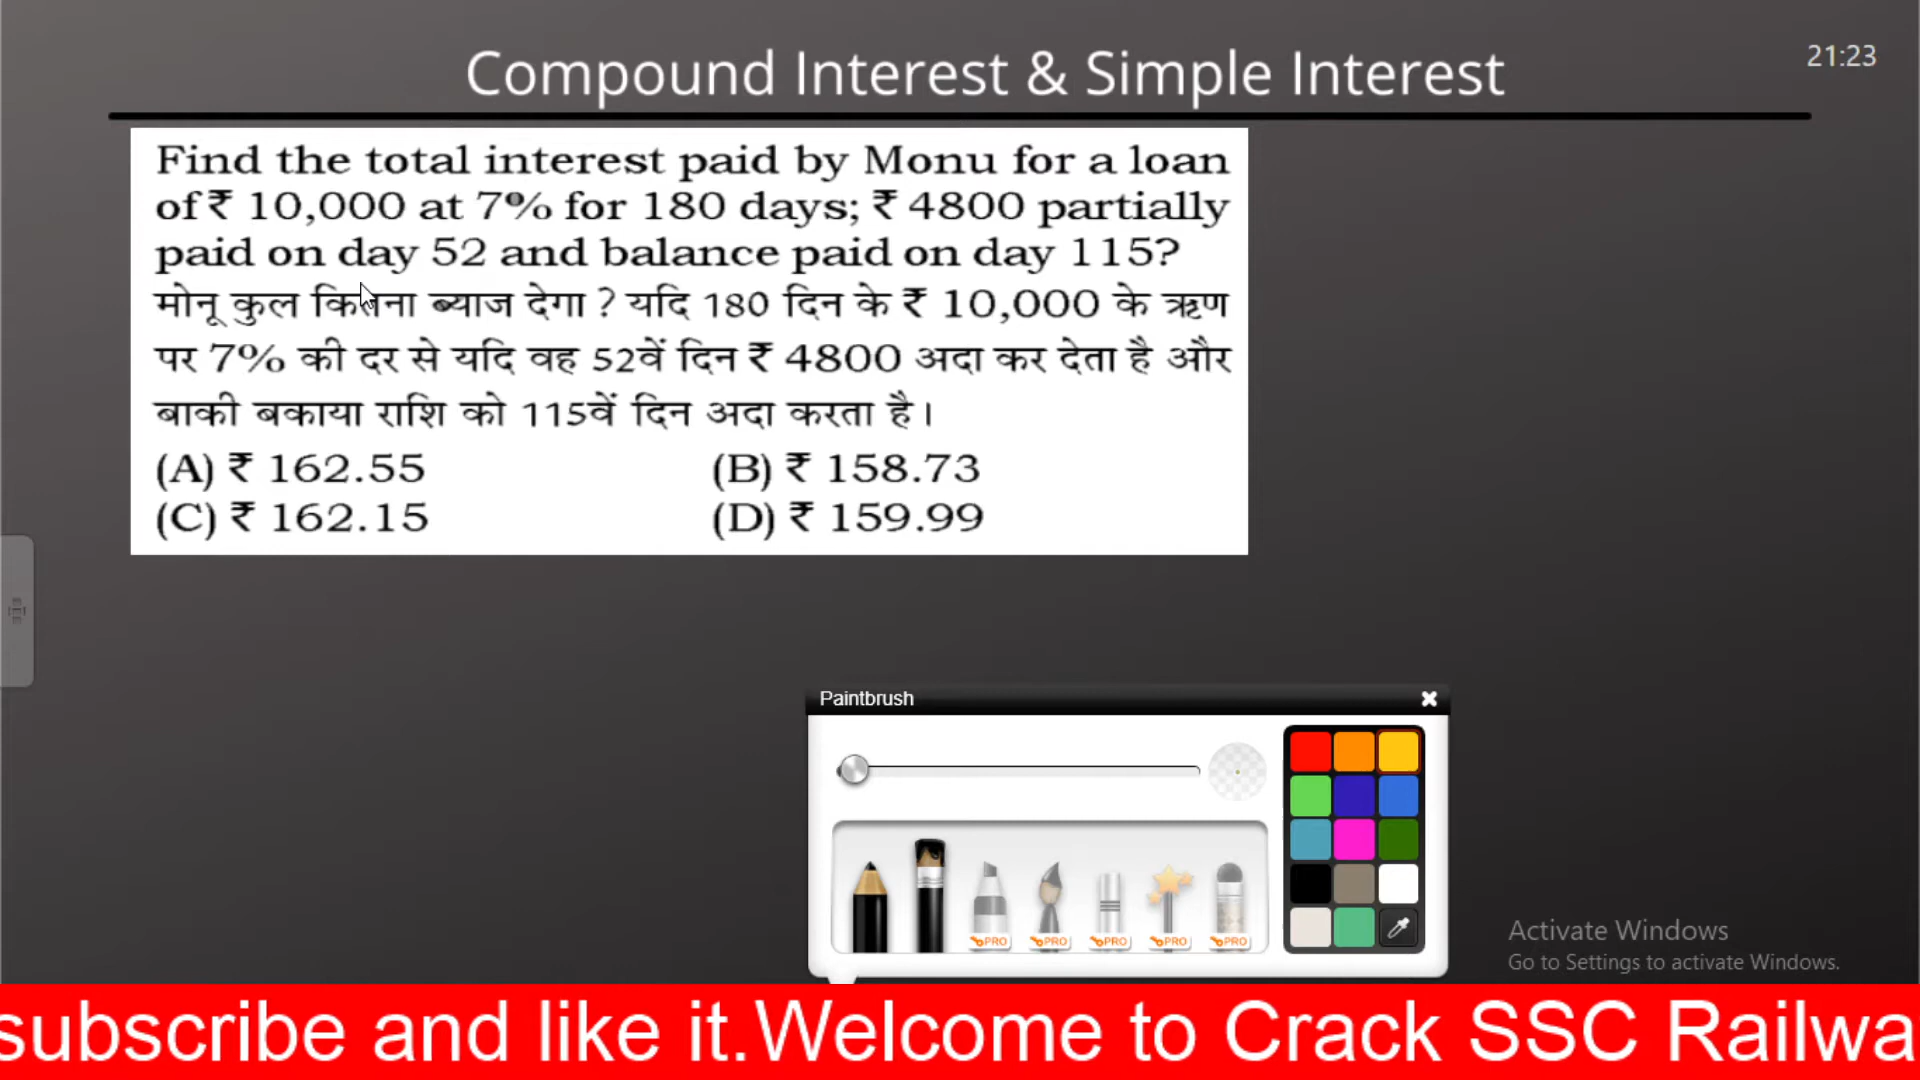 Compound Interest & Simple Interest
21:23
Find the total interest paid by Monu for a loan
of ₹ 10,000 at 7% for 180 days; ₹ 4800 partially
paid on day 52 and balance paid on day 115?
मोनू कुल कितना ब्याज देगा ? यदि 180 दिन के ₹ 10,000 के ऋण
पर 7% की दर से यदि वह 52वें दिन ₹ 4800 अदा कर देता है और
बाकी बकाया राशि को 115वें दिन अदा करता है।
(A) ₹ 162.55 (B) ₹ 158.73
(C) ₹ 162.15 (D) ₹ 159.99
Paintbrush
PRO PRO PRO PRO PRO
Activate Windows
Go to Settings to activate Windows.
subscribe and like it.Welcome to Crack SSC Railwa